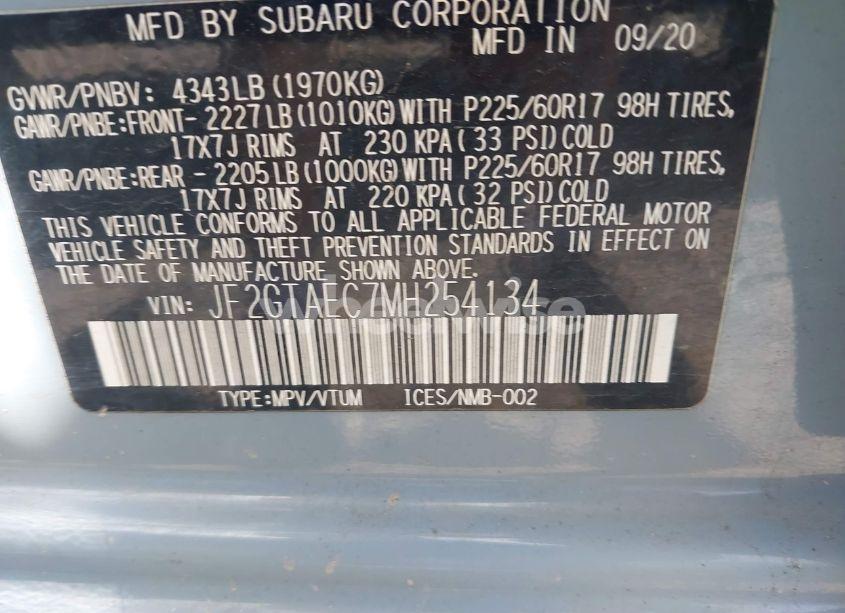 MFD BY SUBARU CORPORATION
MFD IN 09/20
GVWR/PNBV: 4343LB (1970KG)
GAWR/PNBE:FRONT- 2227LB (1010KG) WITH P225/60R17 98H TIRES,
17X7J RIMS AT 230 KPA ( 33 PSI) COLD
GAWR/PNBE:REAR - 2205LB (1000KG) WITH P225/60R17 98H TIRES,
17X7J RIMS AT 220 KPA ( 32 PSI) COLD
THIS VEHICLE CONFORMS TO ALL APPLICABLE FEDERAL MOTOR
VEHICLE SAFETY AND THEFT PREVENTION STANDARDS IN EFFECT ON
THE DATE OF MANUFACTURE SHOWN ABOVE.
VIN: JF2GTAEC7MH254134
TYPE:MPV/VTUM ICES/NMB-002